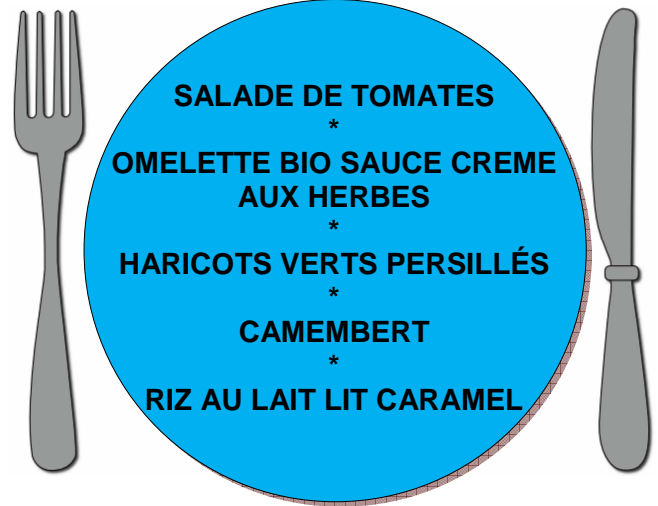 SALADE DE TOMATES
*
OMELETTE BIO SAUCE CREME
AUX HERBES
*
HARICOTS VERTS PERSILLÉS
*
CAMEMBERT
*
RIZ AU LAIT LIT CARAMEL